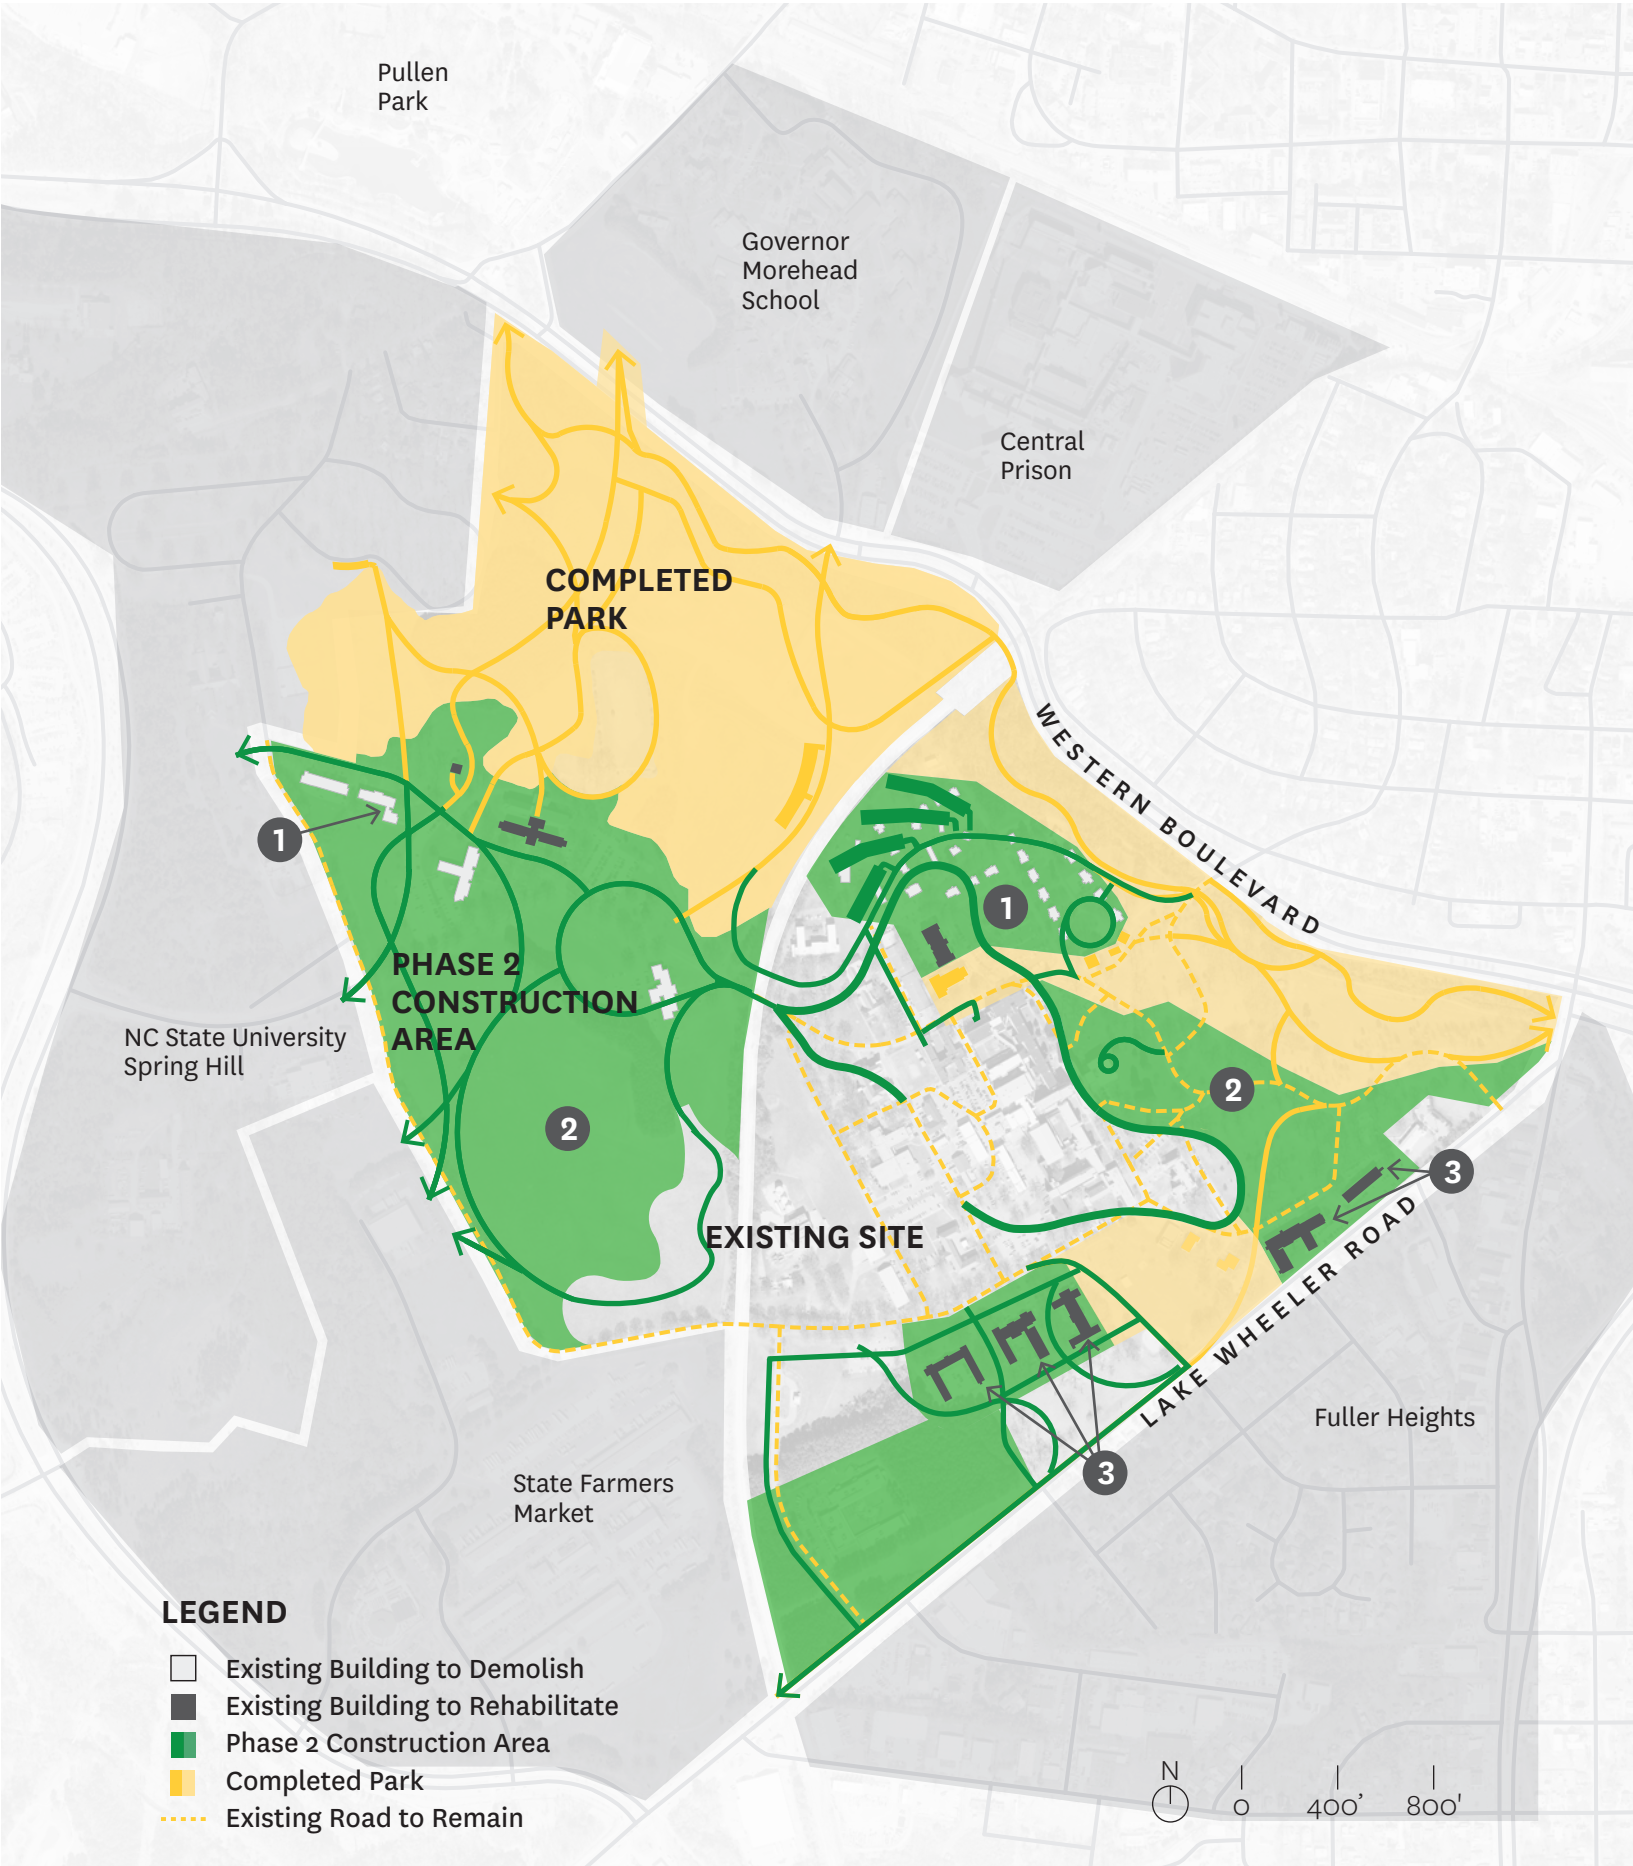 Pullen
Park
Governor
Morehead
School
Central
Prison
COMPLETED
PARK
WESTERN BOULEVARD
1
1
PHASE 2
CONSTRUCTION
AREA
NC State University
Spring Hill
2
2
3
EXISTING SITE
LAKE WHEELER ROAD
Fuller Heights
3
State Farmers
Market
LEGEND
Existing Building to Demolish
Existing Building to Rehabilitate
Phase 2 Construction Area
Completed Park
Existing Road to Remain
N
0 400’ 800'